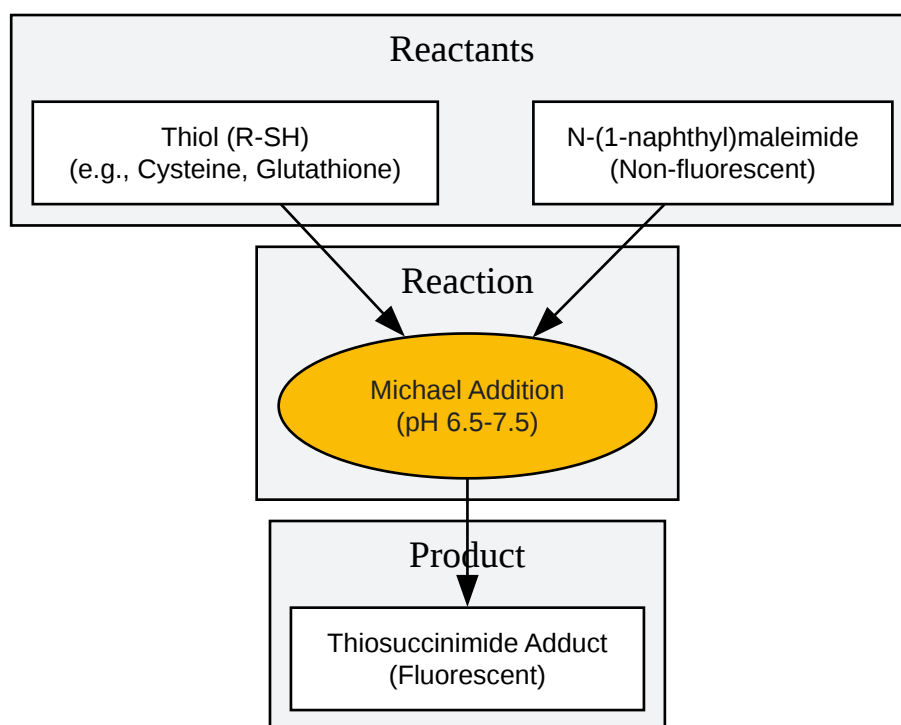 Reactants
Thiol (R-SH)
(e.g., Cysteine, Glutathione)
N-(1-naphthyl)maleimide
(Non-fluorescent)
Reaction
Michael Addition
(pH 6.5-7.5)
Product
Thiosuccinimide Adduct
(Fluorescent)